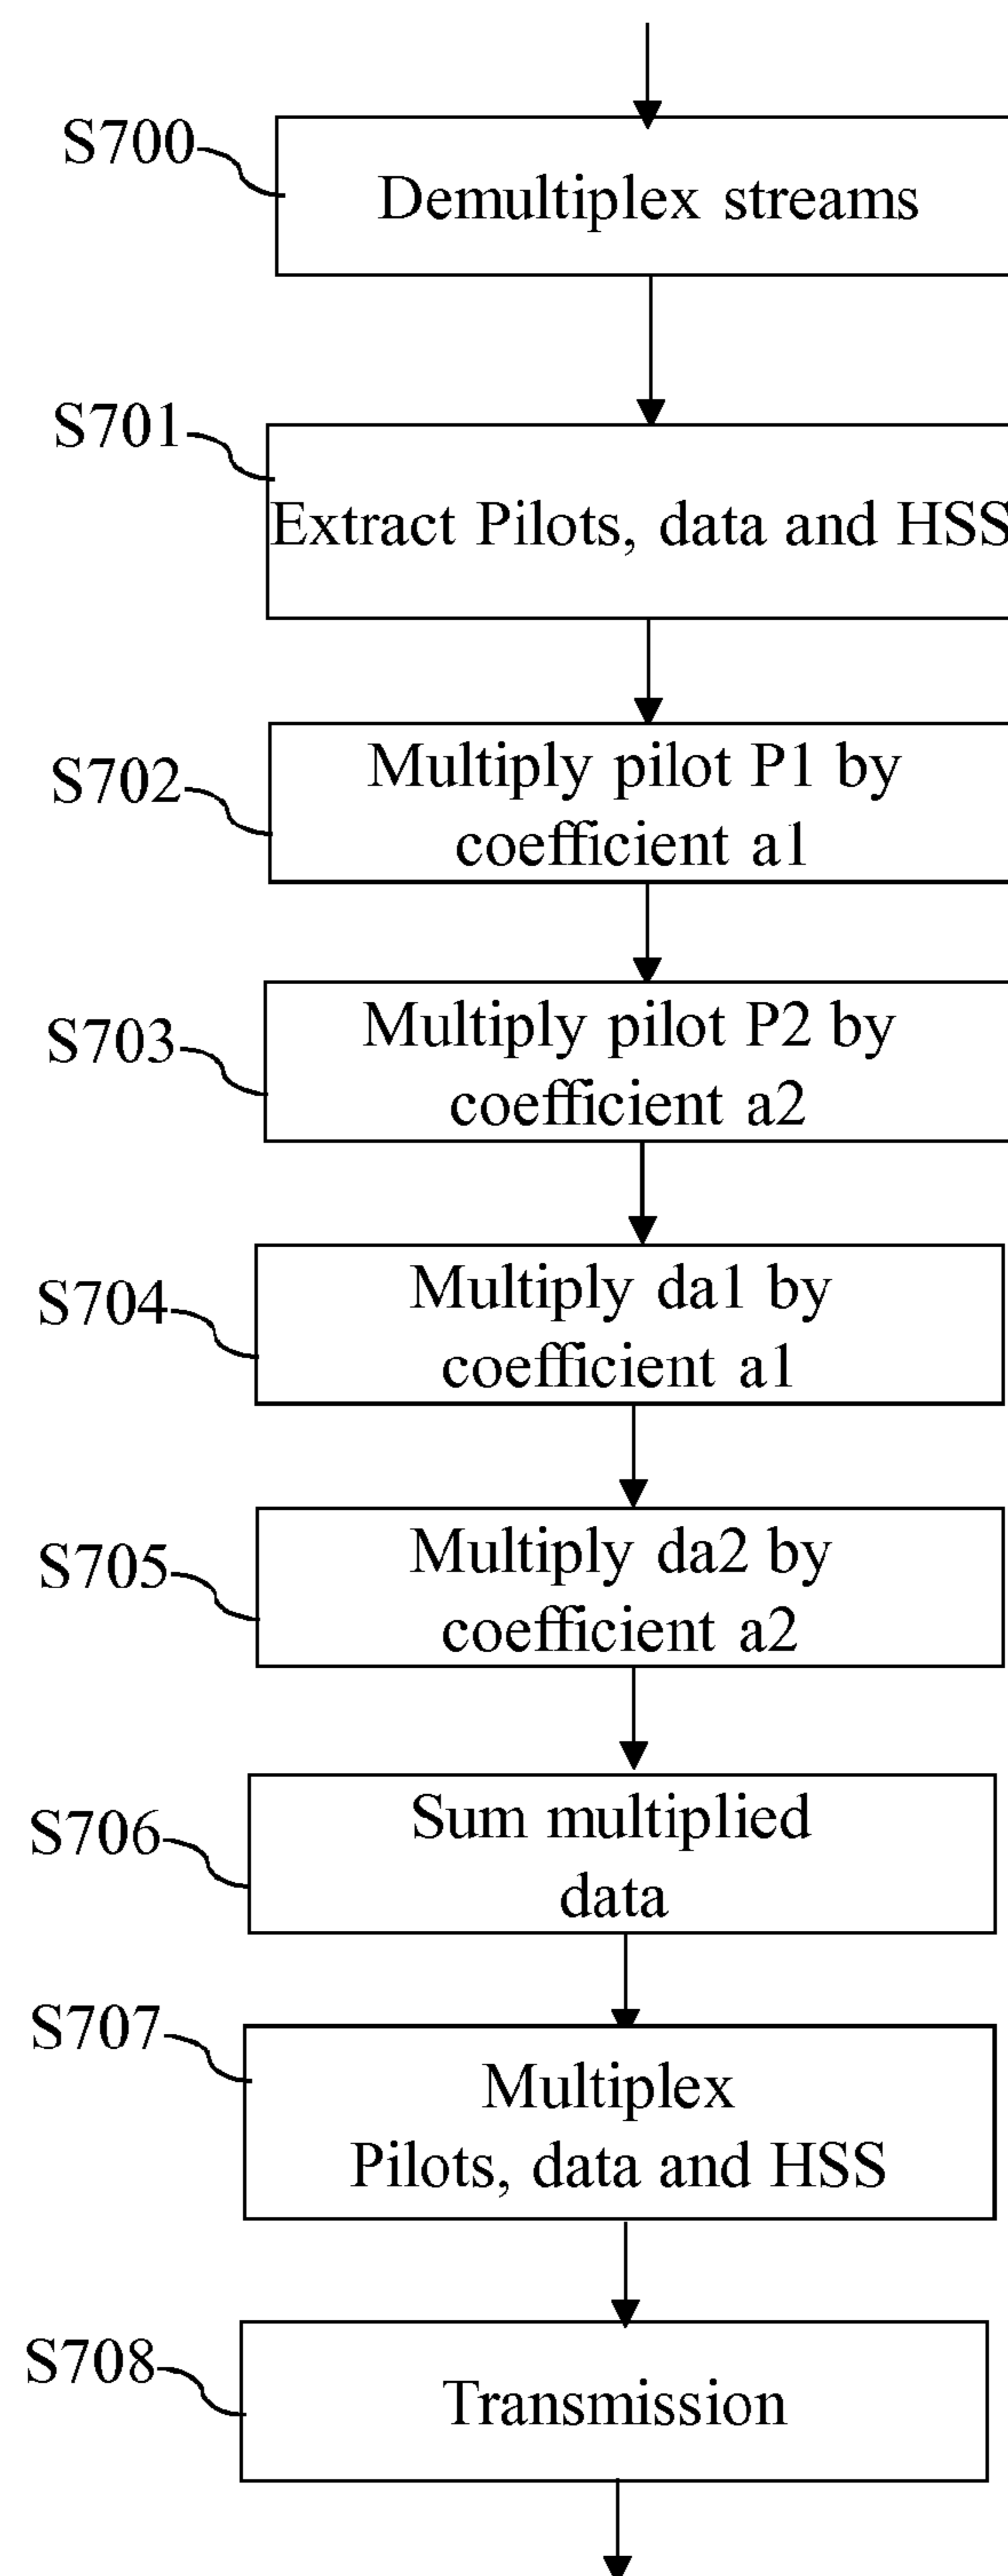 S700
Demultiplex streams
S701
Extract Pilots, data and HSS
S702
Multiply pilot P1 by
coefficient a1
S703
Multiply pilot P2 by
coefficient a2
S704
Multiply da1 by
coefficient a1
S705
Multiply da2 by
coefficient a2
S706
Sum multiplied
data
S707
Multiplex
Pilots, data and HSS
S708
Transmission